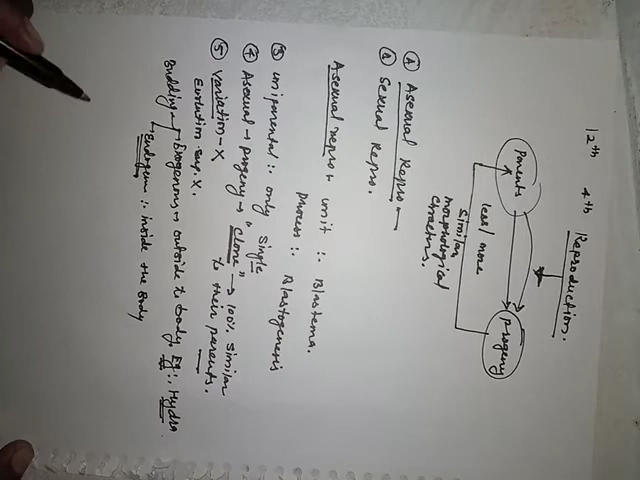 12th 4th Reproduction.
Parents
Progeny
less/more
Similar
morphological
① Asexual Repro
② Sexual Repro.
Asexual repro unit :- Blastema.
Process :- Blastogenesis
③ uniparental :- only single
④ Asexual → progeny → "Clone" → 100% similar
to their parents.
⑤ Variation - X
Evolution X.
Budding → Exogenous → outside to body. Eg :- Hydra
Endogenous :- inside the body